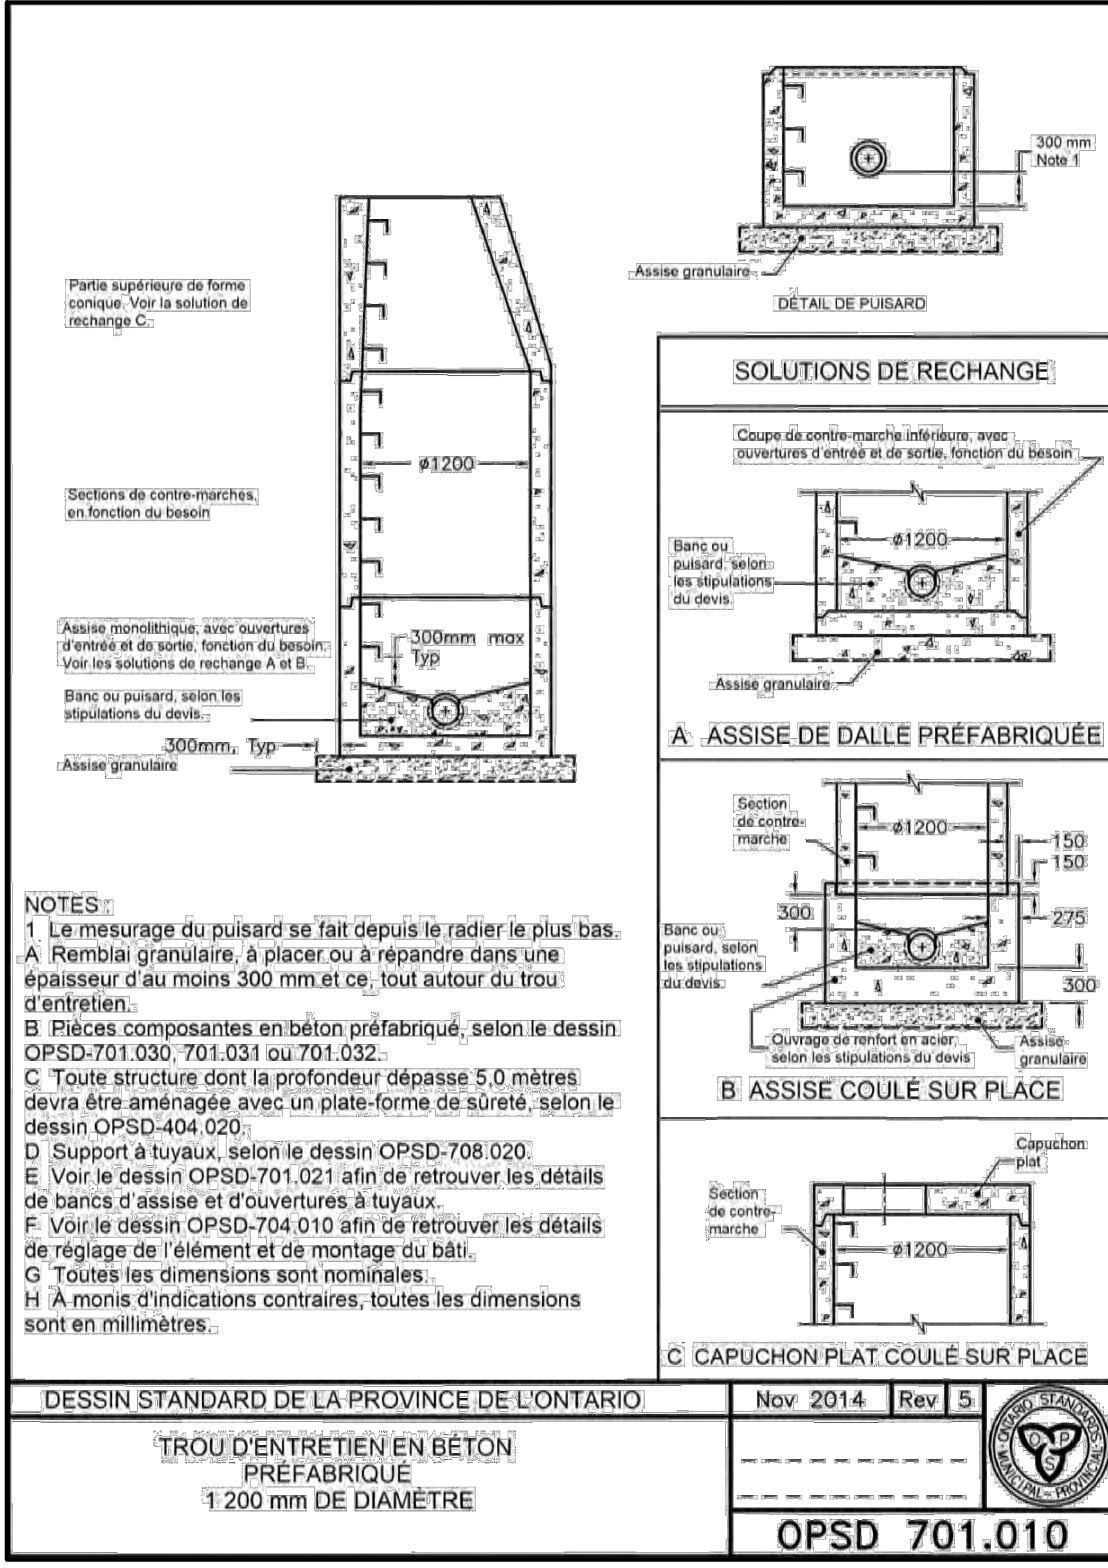 300 mm
Note 1
Assise granulaire
DÉTAIL DE PUISARD
Partie supérieure de forme
conique. Voir la solution de
rechange C.
ø1200
Sections de contre-marches,
en fonction du besoin
Assise monolithique, avec ouvertures
d'entrée et de sortie, fonction du besoin.
Voir les solutions de rechange A et B.
300mm max
Typ
Banc ou puisard, selon les
stipulations du devis.
300mm, Typ
Assise granulaire
SOLUTIONS DE RECHANGE
Coupe de contre-marche inférieure, avec
ouvertures d'entrée et de sortie, fonction du besoin
ø1200
Banc ou
puisard, selon
les stipulations
du devis.
Assise granulaire
A ASSISE DE DALLE PRÉFABRIQUÉE
Section
de contre-
marche
ø1200
150
150
300
275
Banc ou
puisard, selon
les stipulations
du devis.
300
Ouvrage de renfort en acier,
selon les stipulations du devis
Assise
granulaire
B ASSISE COULÉ SUR PLACE
Capuchon
plat
Section
de contre-
marche
ø1200
C CAPUCHON PLAT COULÉ SUR PLACE
NOTES :
1 Le mesurage du puisard se fait depuis le radier le plus bas.
A Remblai granulaire, à placer ou à répandre dans une
épaisseur d'au moins 300 mm et ce, tout autour du trou
d'entretien.
B Pièces composantes en béton préfabriqué, selon le dessin
OPSD-701.030, 701.031 ou 701.032.
C Toute structure dont la profondeur dépasse 5,0 mètres
devra être aménagée avec un plate-forme de sûreté, selon le
dessin OPSD-404.020.
D Support à tuyaux, selon le dessin OPSD-708.020.
E Voir le dessin OPSD-701.021 afin de retrouver les détails
de bancs d'assise et d'ouvertures à tuyaux.
F Voir le dessin OPSD-704.010 afin de retrouver les détails
de réglage de l'élément et de montage du bâti.
G Toutes les dimensions sont nominales.
H À monis d'indications contraires, toutes les dimensions
sont en millimètres.
DESSIN STANDARD DE LA PROVINCE DE L'ONTARIO
Nov 2014 Rev 5
TROU D'ENTRETIEN EN BÉTON
PRÉFABRIQUÉ
1 200 mm DE DIAMÈTRE
ONTARIO STANDARDS
MUNICIPAL - PROVINCIAL
O P
S
OPSD 701.010